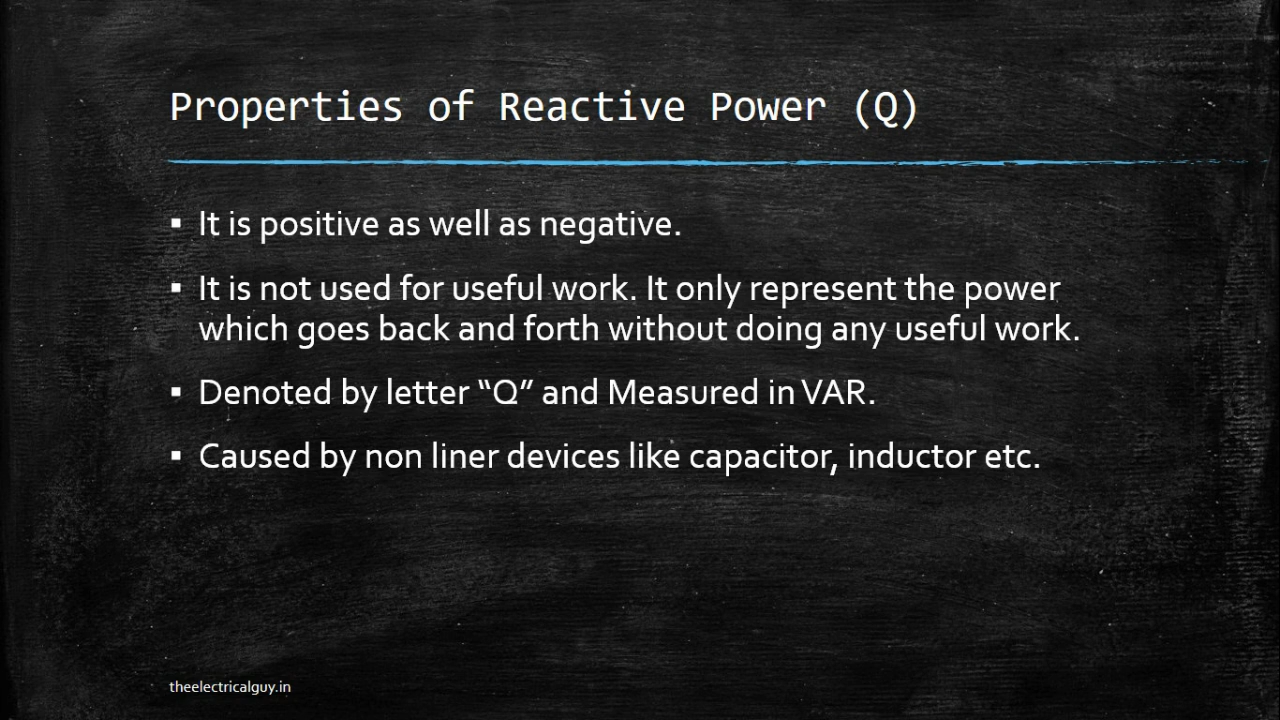 Properties of Reactive Power (Q)
▪ It is positive as well as negative.
▪ It is not used for useful work. It only represent the power
which goes back and forth without doing any useful work.
▪ Denoted by letter “Q” and Measured in VAR.
▪ Caused by non liner devices like capacitor, inductor etc.
theelectricalguy.in